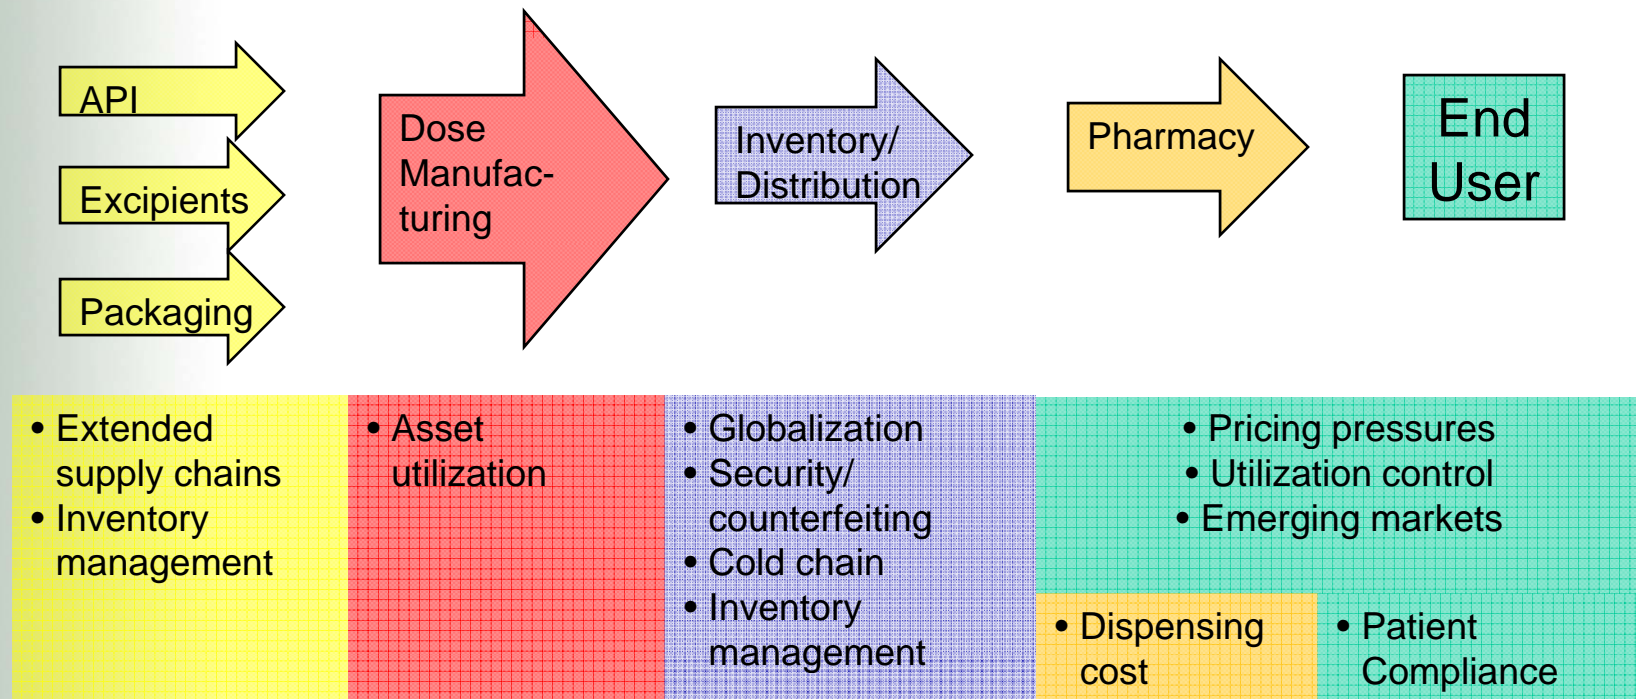 API
Excipients
Packaging
Dose
Manufac-
turing
Inventory/
Distribution
Pharmacy
End
User
• Extended
supply chains
• Inventory
management
• Asset
utilization
• Globalization
• Security/
counterfeiting
• Cold chain
• Inventory
management
• Pricing pressures
• Utilization control
• Emerging markets
• Dispensing
cost
• Patient
Compliance